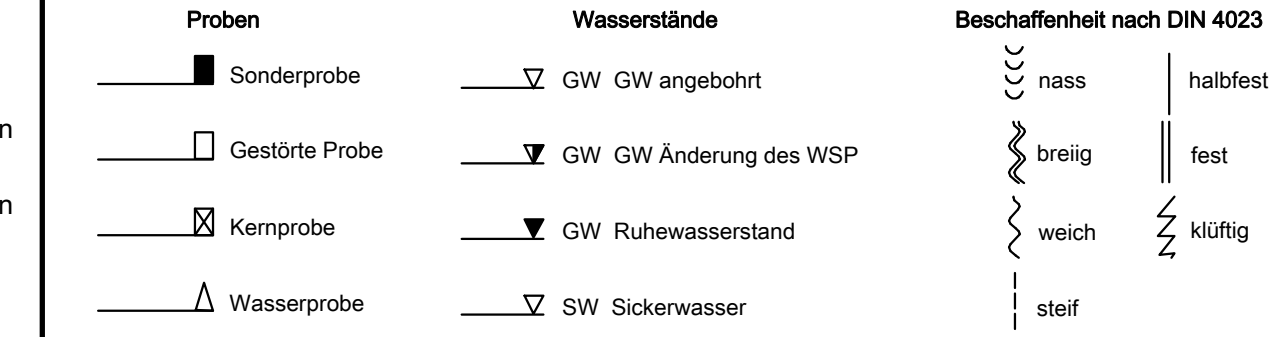 Proben
Wasserstände
Beschaffenheit nach DIN 4023
Sonderprobe
GW GW angebohrt
nass
halbfest
n
Gestörte Probe
GW GW Änderung des WSP
breiig
fest
n
Kernprobe
GW Ruhewasserstand
weich
klüftig
Wasserprobe
SW Sickerwasser
steif